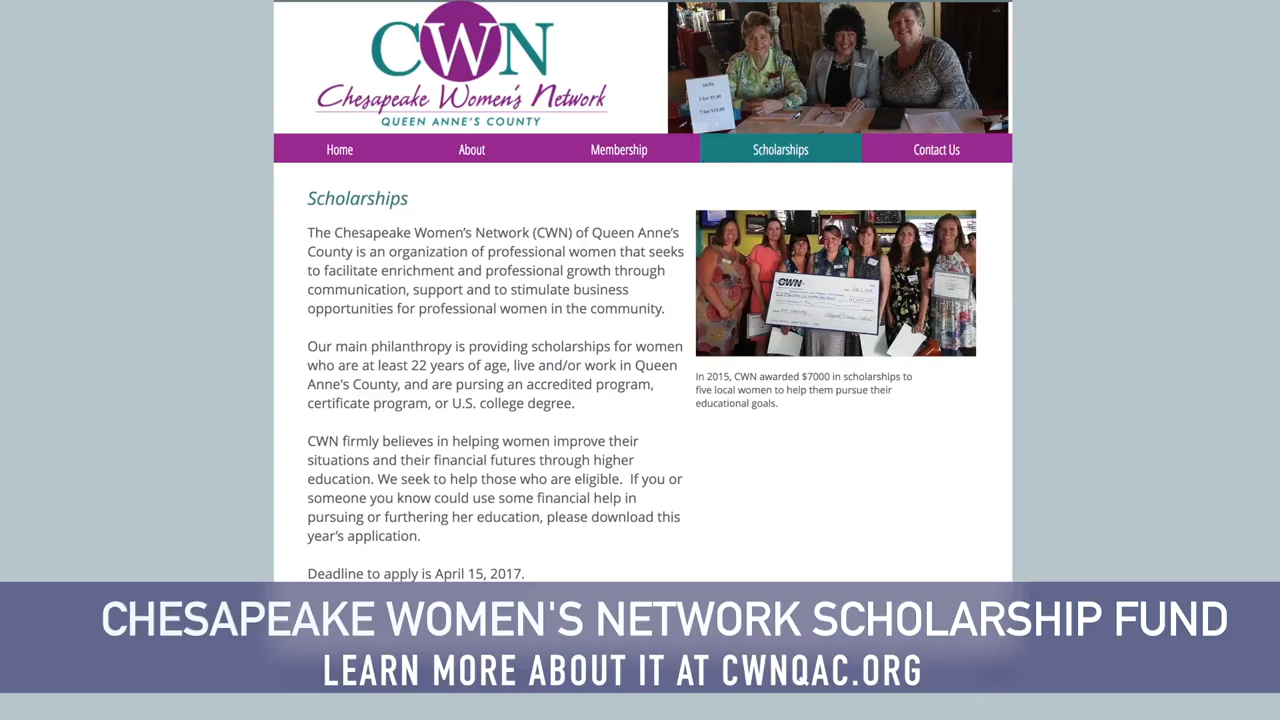 CWN
Chesapeake Women's Network
QUEEN ANNE'S COUNTY
Home
About
Membership
Scholarships
Contact Us
Scholarships
The Chesapeake Women's Network (CWN) of Queen Anne's
County is an organization of professional women that seeks
to facilitate enrichment and professional growth through
communication, support and to stimulate business
opportunities for professional women in the community.
Our main philanthropy is providing scholarships for women
who are at least 22 years of age, live and/or work in Queen
Anne's County, and are pursing an accredited program,
certificate program, or U.S. college degree.
CWN firmly believes in helping women improve their
situations and their financial futures through higher
education. We seek to help those who are eligible.  If you or
someone you know could use some financial help in
pursuing or furthering her education, please download this
year's application.
Deadline to apply is April 15, 2017.
CWN
In 2015, CWN awarded $7000 in scholarships to
five local women to help them pursue their
educational goals.
CHESAPEAKE WOMEN'S NETWORK SCHOLARSHIP FUND
LEARN MORE ABOUT IT AT CWNQAC.ORG